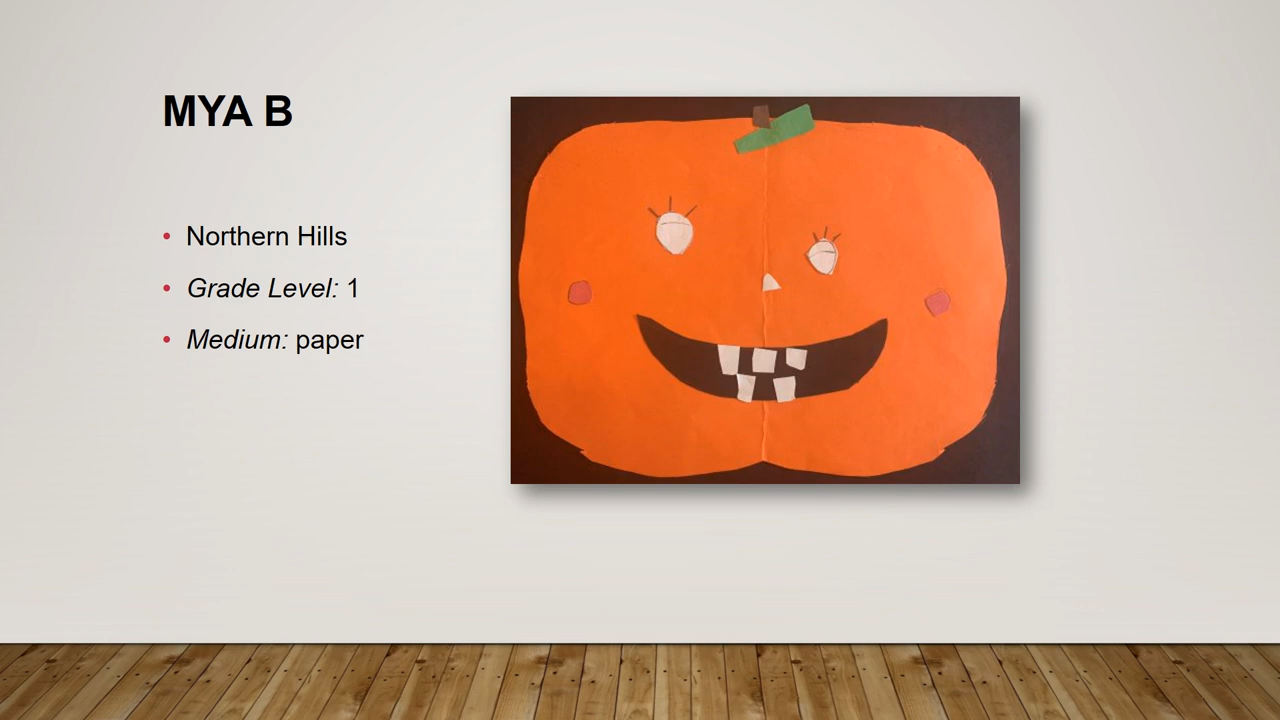 MYA B
• Northern Hills
• Grade Level: 1
• Medium: paper